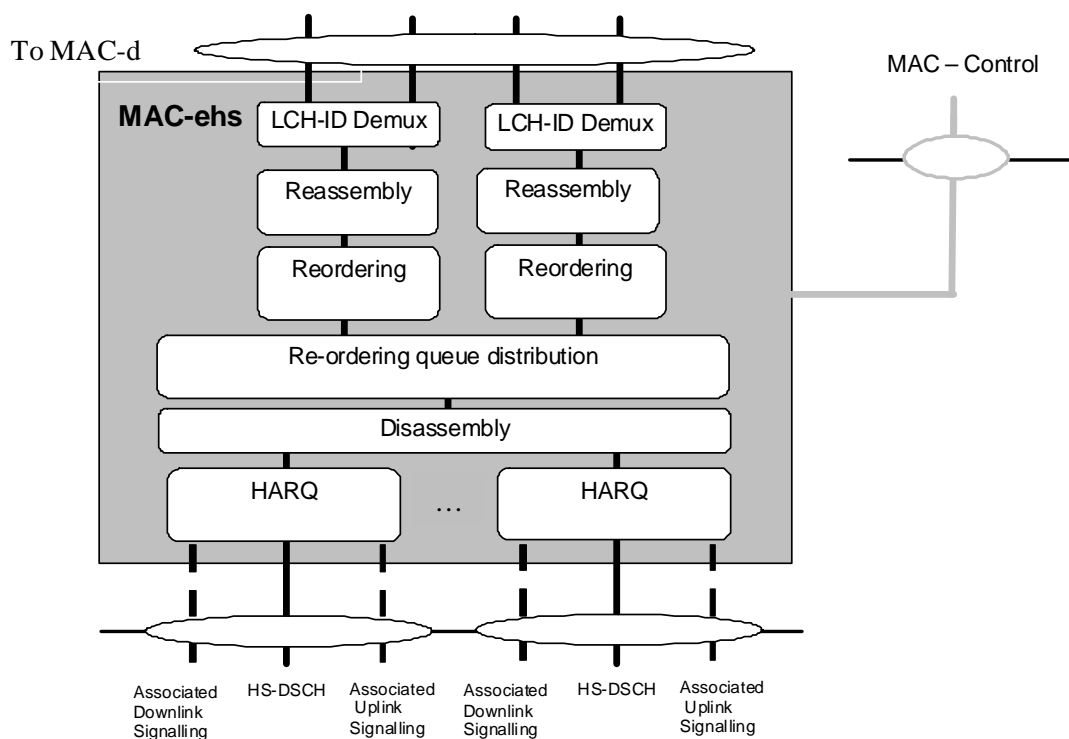 To MAC-d
MAC – Control
MAC-ehs
LCH-ID Demux
LCH-ID Demux
Reassembly
Reassembly
Reordering
Reordering
Re-ordering queue distribution
Disassembly
HARQ
...
HARQ
Associated
Downlink
Signalling
HS-DSCH
Associated
Uplink
Signalling
Associated
Downlink
Signalling
HS-DSCH
Associated
Uplink
Signalling